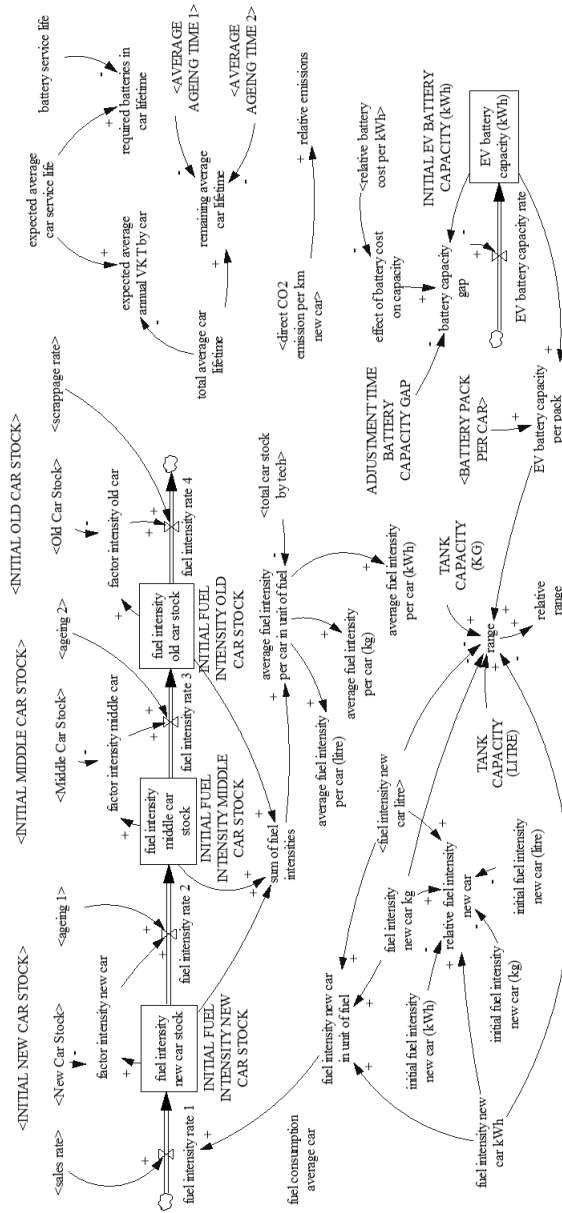 <INITIAL NEW CAR STOCK>
<INITIAL MIDDLE CAR STOCK>
<INITIAL OLD CAR STOCK>
<sales rate>
<New Car Stock>
<ageing 1>
<Middle Car Stock>
<ageing 2>
<Old Car Stock>
<scrappage rate>
factor intensity new car
factor intensity middle car
factor intensity old car
fuel intensity rate 1
fuel intensity
new car stock
fuel intensity rate 2
fuel intensity
middle car
stock
fuel intensity rate 3
fuel intensity
old car stock
fuel intensity rate 4
INITIAL FUEL
INTENSITY NEW
CAR STOCK
INITIAL FUEL
INTENSITY MIDDLE
CAR STOCK
INITIAL FUEL
INTENSITY OLD
CAR STOCK
sum of fuel
intensities
average fuel intensity
per car in unit of fuel
<total car stock
by tech>
average fuel intensity
per car (litre)
average fuel intensity
per car (kg)
average fuel intensity
per car (kWh)
fuel consumption
average car
fuel intensity new car
in unit of fuel
<fuel intensity new
car litre>
fuel intensity
new car kg
initial fuel intensity
new car (kWh)
relative fuel intensity
new car
initial fuel intensity
new car (kg)
initial fuel intensity
new car (litre)
fuel intensity new
car kWh
TANK
CAPACITY
(KG)
TANK CAPACITY
(LITRE)
range
relative
range
expected average
car service life
battery service life
expected average
annual VKT by car
required batteries in
car lifetime
total average car
lifetime
remaining average
car lifetime
<AVERAGE
AGEING TIME 1>
<AVERAGE
AGEING TIME 2>
<direct CO2
emission per km
new car>
relative emissions
<relative battery
cost per kWh>
effect of battery cost
on capacity
ADJUSTMENT TIME
BATTERY
CAPACITY GAP
battery capacity
gap
INITIAL EV BATTERY
CAPACITY (kWh)
EV battery capacity rate
EV battery
capacity (kWh)
<BATTERY PACK
PER CAR>
EV battery capacity
per pack